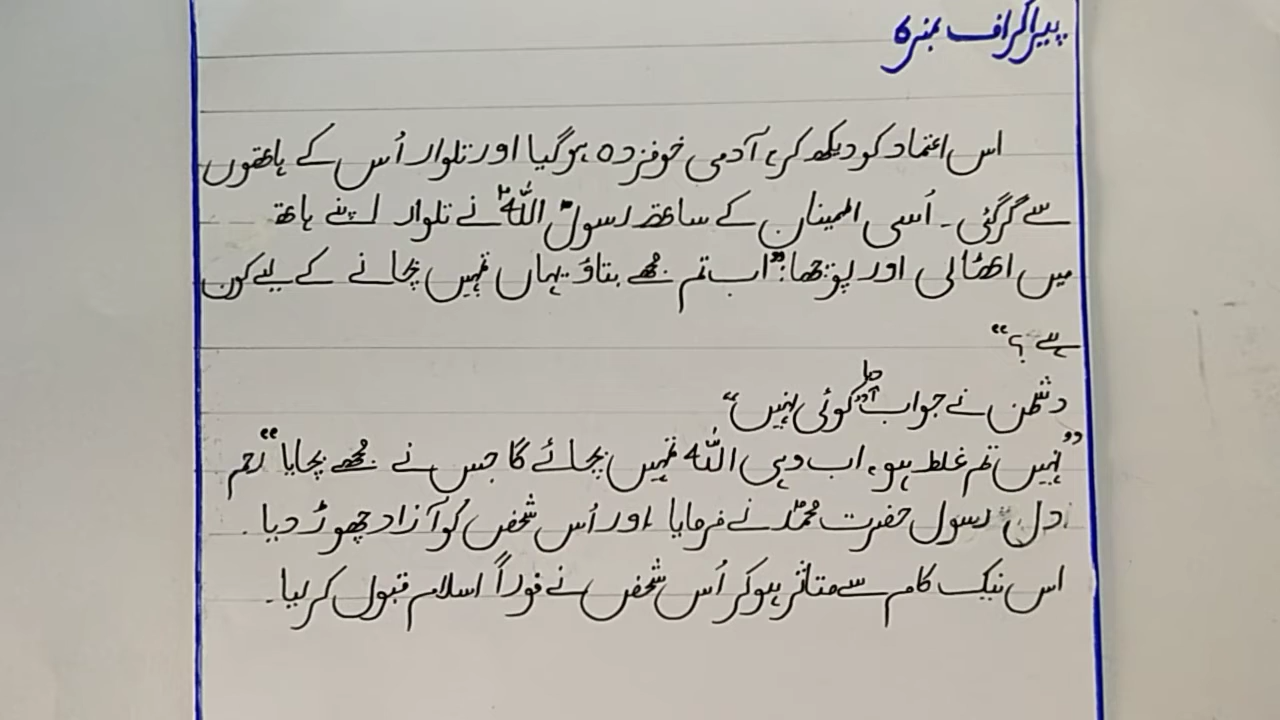 پیراگراف نمبر 6
اس اعتماد کو دیکھ کر، آدمی خوفزدہ ہوگیا اور تلوار اُس کے ہاتھوں
سے گر گئی۔ اُسی اطمینان کے ساتھ رسولؐ اللہؐ نے تلوار اپنے ہاتھ
میں اٹھا لی اور پوچھا: "اب تم مجھے بتاؤ یہاں تمہیں بچانے کے لیے کون
ہے؟"
دشمن نے جواب دیا "کوئی نہیں"
"نہیں تم غلط ہو، اب وہی اللہ تمہیں بچائے گا جس نے مجھے بچایا" رحم
دل رسول حضرت محمدؐ نے فرمایا اور اُس شخص کو آزاد چھوڑ دیا۔
اس نیک کام سے متاثر ہو کر اُس شخص نے فوراً اسلام قبول کر لیا۔